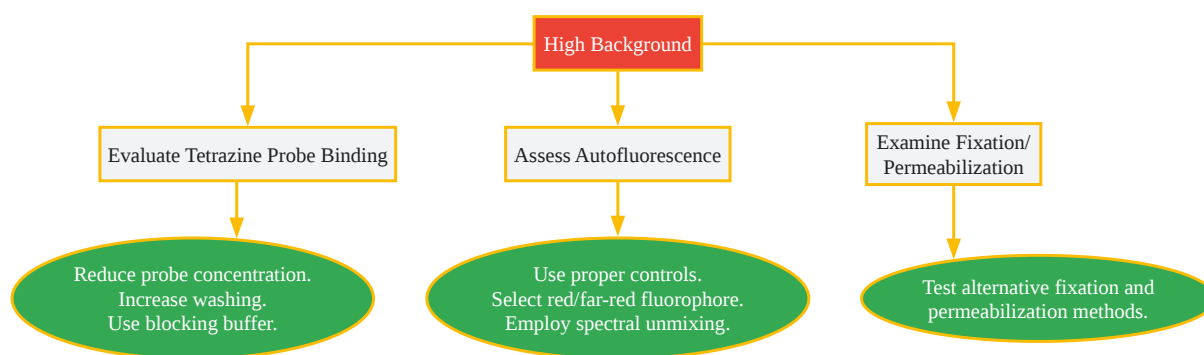 High Background
Evaluate Tetrazine Probe Binding
Assess Autofluorescence
Examine Fixation/
Permeabilization
Reduce probe concentration.
Increase washing.
Use blocking buffer.
Use proper controls.
Select red/far-red fluorophore.
Employ spectral unmixing.
Test alternative fixation and
permeabilization methods.